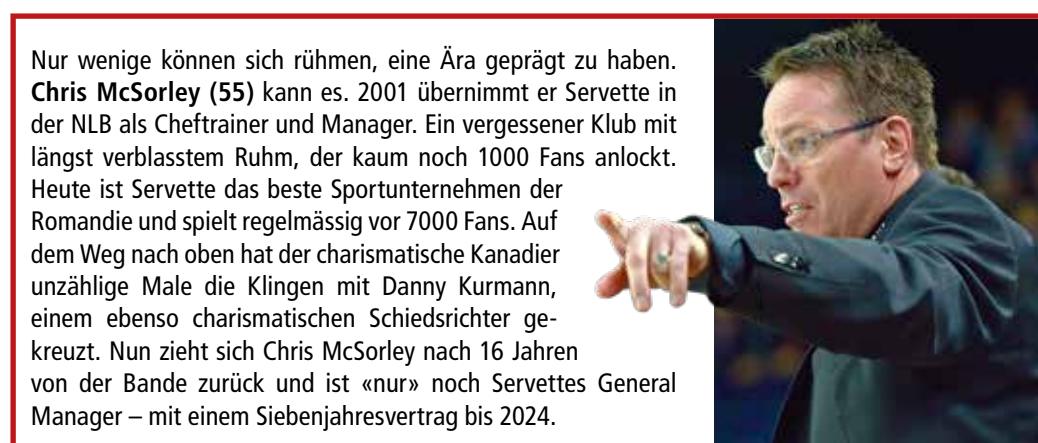 Nur wenige können sich rühmen, eine Ära geprägt zu haben.
Chris McSorley (55) kann es. 2001 übernimmt er Servette in
der NLB als Cheftrainer und Manager. Ein vergessener Klub mit
längst verblasstem Ruhm, der kaum noch 1000 Fans anlockt.
Heute ist Servette das beste Sportunternehmen der
Romandie und spielt regelmässig vor 7000 Fans. Auf
dem Weg nach oben hat der charismatische Kanadier
unzählige Male die Klingen mit Danny Kurmann,
einem ebenso charismatischen Schiedsrichter ge-
kreuzt. Nun zieht sich Chris McSorley nach 16 Jahren
von der Bande zurück und ist «nur» noch Servettes General
Manager – mit einem Siebenjahresvertrag bis 2024.